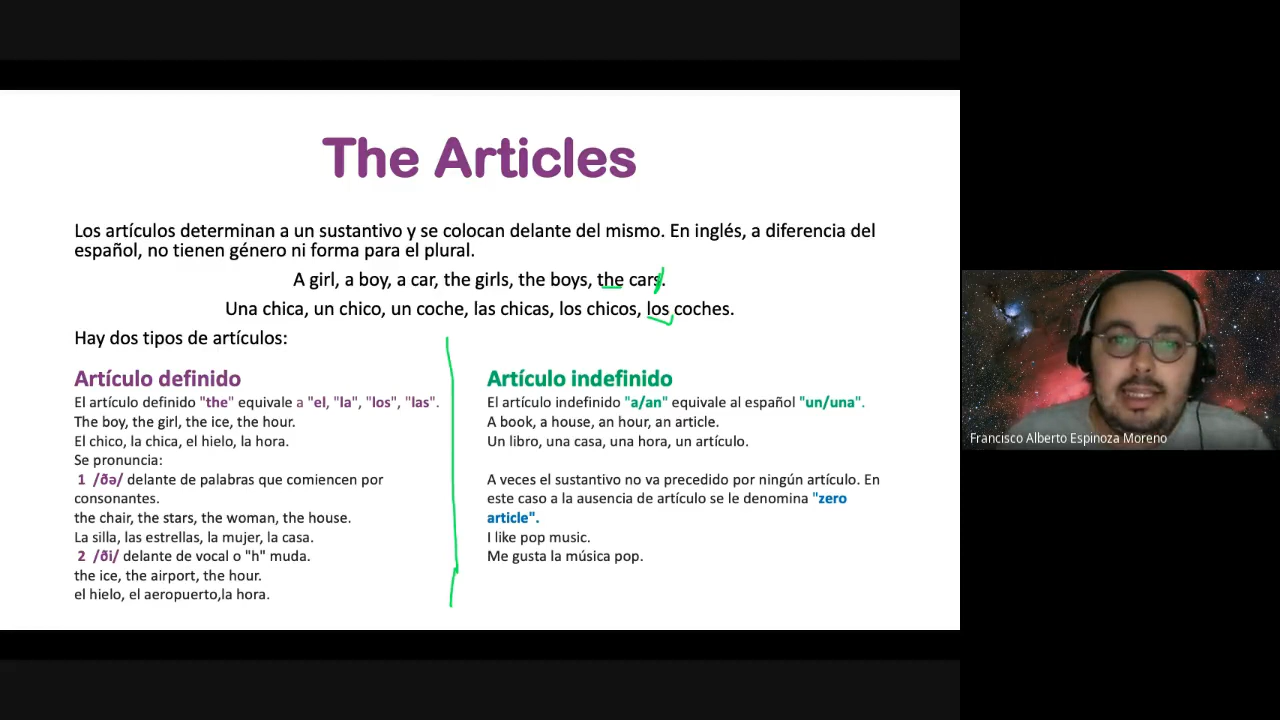 The Articles
Los artículos determinan a un sustantivo y se colocan delante del mismo. En inglés, a diferencia del
español, no tienen género ni forma para el plural.
A girl, a boy, a car, the girls, the boys, the cars.
Una chica, un chico, un coche, las chicas, los chicos, los coches.
Hay dos tipos de artículos:
Artículo definido
El artículo definido "the" equivale a "el, "la", "los", "las".
The boy, the girl, the ice, the hour.
El chico, la chica, el hielo, la hora.
Se pronuncia:
1 /ðə/ delante de palabras que comiencen por
consonantes.
the chair, the stars, the woman, the house.
La silla, las estrellas, la mujer, la casa.
2 /ði/ delante de vocal o "h" muda.
the ice, the airport, the hour.
el hielo, el aeropuerto,la hora.
Artículo indefinido
El artículo indefinido "a/an" equivale al español "un/una".
A book, a house, an hour, an article.
Un libro, una casa, una hora, un artículo.
A veces el sustantivo no va precedido por ningún artículo. En
este caso a la ausencia de artículo se le denomina "zero
article".
I like pop music.
Me gusta la música pop.
Francisco Alberto Espinoza Moreno